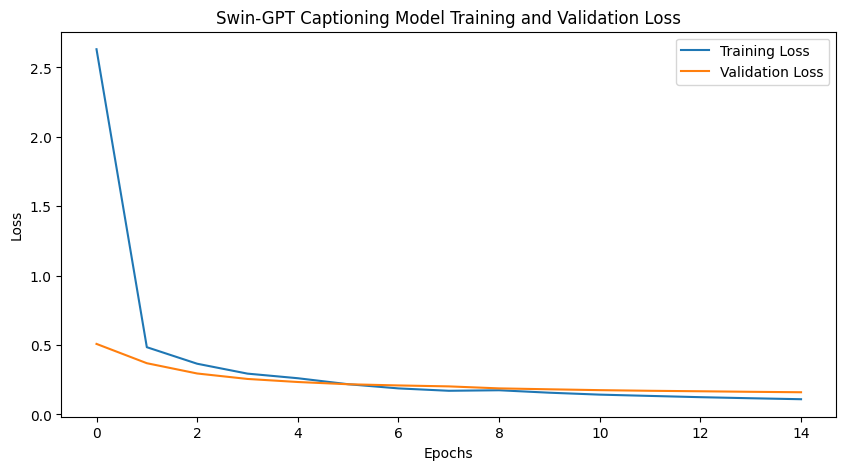 Swin-GPT Captioning Model Training and Validation Loss
Training Loss
Validation Loss
2.5
2.0
1.5
1.0
0.5
0.0
Loss
0 2 4 6 8 10 12 14
Epochs